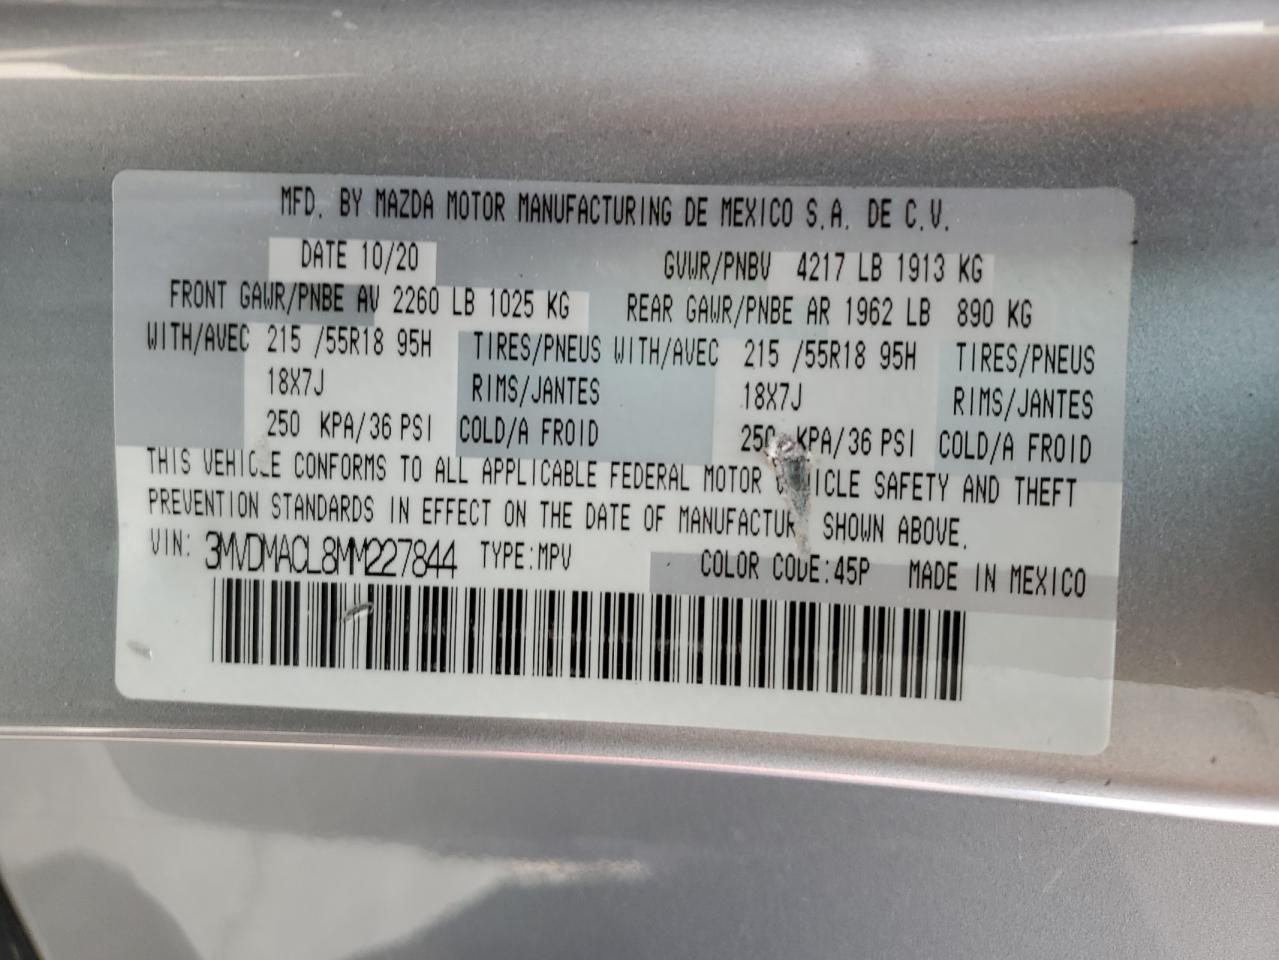 MFD. BY MAZDA MOTOR MANUFACTURING DE MEXICO S.A. DE C.V.
DATE 10/20 GVWR/PNBV 4217 LB 1913 KG
FRONT GAWR/PNBE AV 2260 LB 1025 KG REAR GAWR/PNBE AR 1962 LB 890 KG
WITH/AVEC 215 /55R18 95H TIRES/PNEUS WITH/AVEC 215 /55R18 95H TIRES/PNEUS
18X7J RIMS/JANTES 18X7J RIMS/JANTES
250 KPA/36 PSI COLD/A FROID 250 KPA/36 PSI COLD/A FROID
THIS VEHICLE CONFORMS TO ALL APPLICABLE FEDERAL MOTOR VEHICLE SAFETY AND THEFT
PREVENTION STANDARDS IN EFFECT ON THE DATE OF MANUFACTURE SHOWN ABOVE.
VIN: 3MVDMACL8MM227844 TYPE:MPV COLOR CODE:45P MADE IN MEXICO